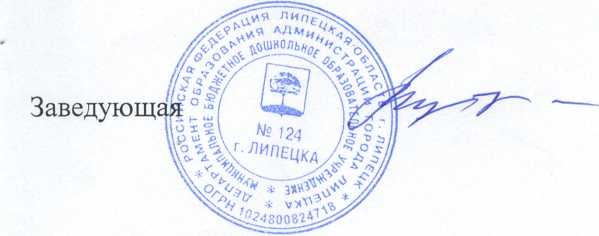 Заведующая
РОССИЙСКАЯ ФЕДЕРАЦИЯ ЛИПЕЦКАЯ ОБЛАСТЬ г. ЛИПЕЦК
ДЕПАРТАМЕНТ ОБРАЗОВАНИЯ АДМИНИСТРАЦИИ ГОРОДА ЛИПЕЦКА
МУНИЦИПАЛЬНОЕ БЮДЖЕТНОЕ ДОШКОЛЬНОЕ ОБРАЗОВАТЕЛЬНОЕ УЧРЕЖДЕНИЕ
№ 124
г. ЛИПЕЦКА
ОГРН 1024800824718